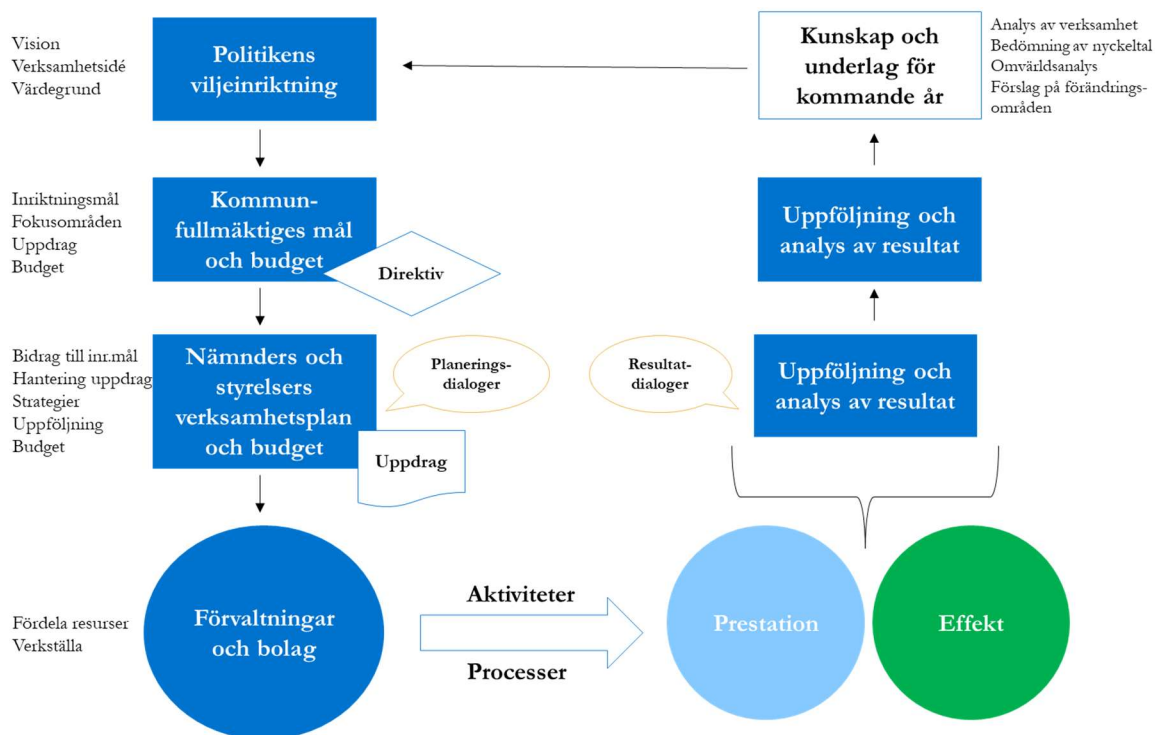 Vision
Verksamhetsidé
Värdegrund
Politikens
viljeinriktning
Kunskap och
underlag för
kommande år
Analys av verksamhet
Bedömning av nyckeltal
Omvärldsanalys
Förslag på förändrings-
områden
Inriktningsmål
Fokusområden
Uppdrag
Budget
Kommun-
fullmäktiges mål
och budget
Direktiv
Uppföljning och
analys av resultat
Bidrag till inr.mål
Hantering uppdrag
Strategier
Uppföljning
Budget
Nämnders och
styrelsers
verksamhetsplan
och budget
Planerings-
dialoger
Uppdrag
Resultat-
dialoger
Uppföljning och
analys av resultat
Fördela resurser
Verkställa
Förvaltningar
och bolag
Aktiviteter
Processer
Prestation
Effekt